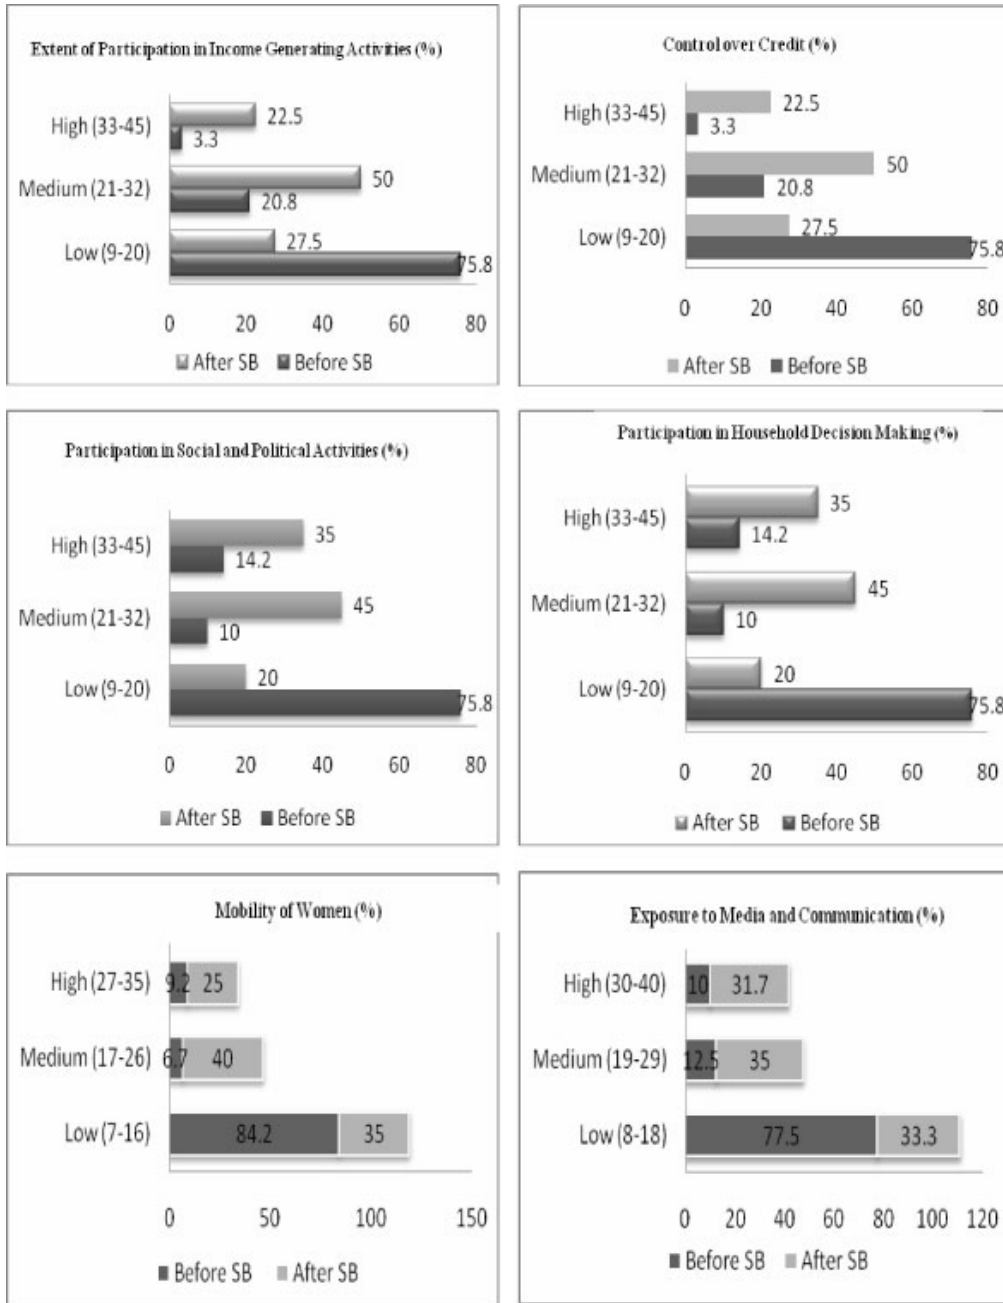 Extent of Participation in Income Generating Activities (%)
High (33-45)
22.5
3.3
Medium (21-32)
50
20.8
Low (9-20)
27.5
75.8
0 20 40 60 80
After SB Before SB
Control over Credit (%)
High (33-45)
22.5
3.3
Medium (21-32)
50
20.8
Low (9-20)
27.5
75.8
0 20 40 60 80
After SB Before SB
Participation in Social and Political Activities (%)
High (33-45)
35
14.2
Medium (21-32)
45
10
Low (9-20)
20
75.8
0 20 40 60 80
After SB Before SB
Participation in Household Decision Making (%)
High (33-45)
35
14.2
Medium (21-32)
45
10
Low (9-20)
20
75.8
0 20 40 60 80
After SB Before SB
Mobility of Women (%)
High (27-35) 9.2 25
Medium (17-26) 6.7 40
Low (7-16) 84.2 35
0 50 100 150
Before SB After SB
Exposure to Media and Communication (%)
High (30-40) 10 31.7
Medium (19-29) 12.5 35
Low (8-18) 77.5 33.3
0 20 40 60 80 100 120
Before SB After SB